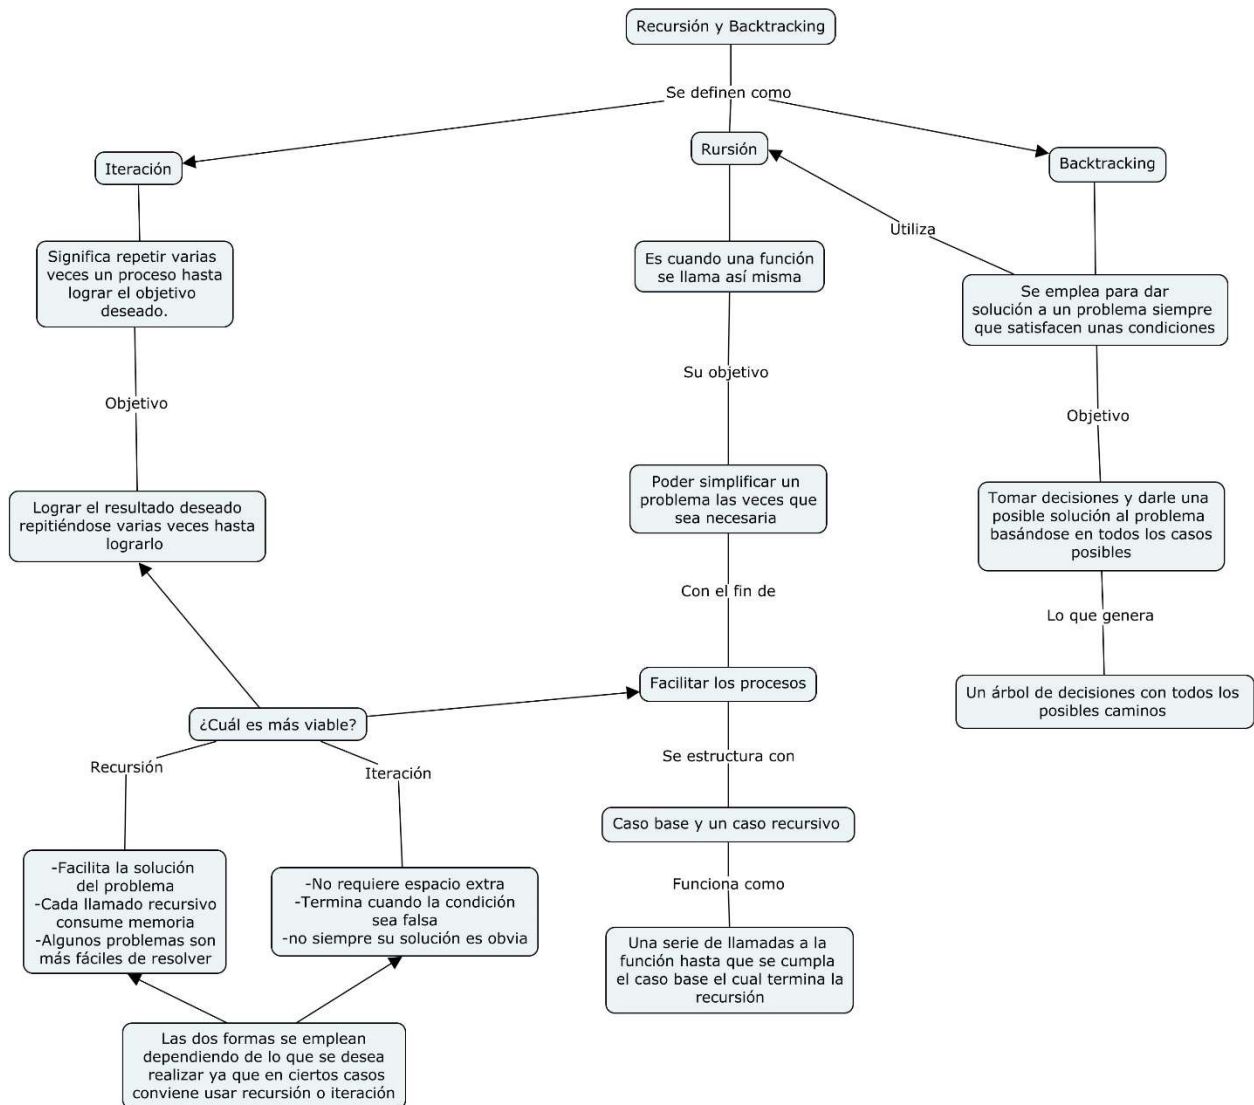 Recursión y Backtracking
Se definen como
Iteración
Rursión
Backtracking
Utiliza
Significa repetir varias
veces un proceso hasta
lograr el objetivo
deseado.
Es cuando una función
se llama así misma
Se emplea para dar
solución a un problema siempre
que satisfacen unas condiciones
Objetivo
Su objetivo
Objetivo
Lograr el resultado deseado
repitiéndose varias veces hasta
lograrlo
Poder simplificar un
problema las veces que
sea necesaria
Tomar decisiones y darle una
posible solución al problema
basándose en todos los casos
posibles
Con el fin de
Lo que genera
Facilitar los procesos
Un árbol de decisiones con todos los
posibles caminos
¿Cuál es más viable?
Recursión
Iteración
Se estructura con
Caso base y un caso recursivo
-Facilita la solución
del problema
-Cada llamado recursivo
consume memoria
-Algunos problemas son
más fáciles de resolver
-No requiere espacio extra
-Termina cuando la condición
sea falsa
-no siempre su solución es obvia
Funciona como
Una serie de llamadas a la
función hasta que se cumpla
el caso base el cual termina la
recursión
Las dos formas se emplean
dependiendo de lo que se desea
realizar ya que en ciertos casos
conviene usar recursión o iteración